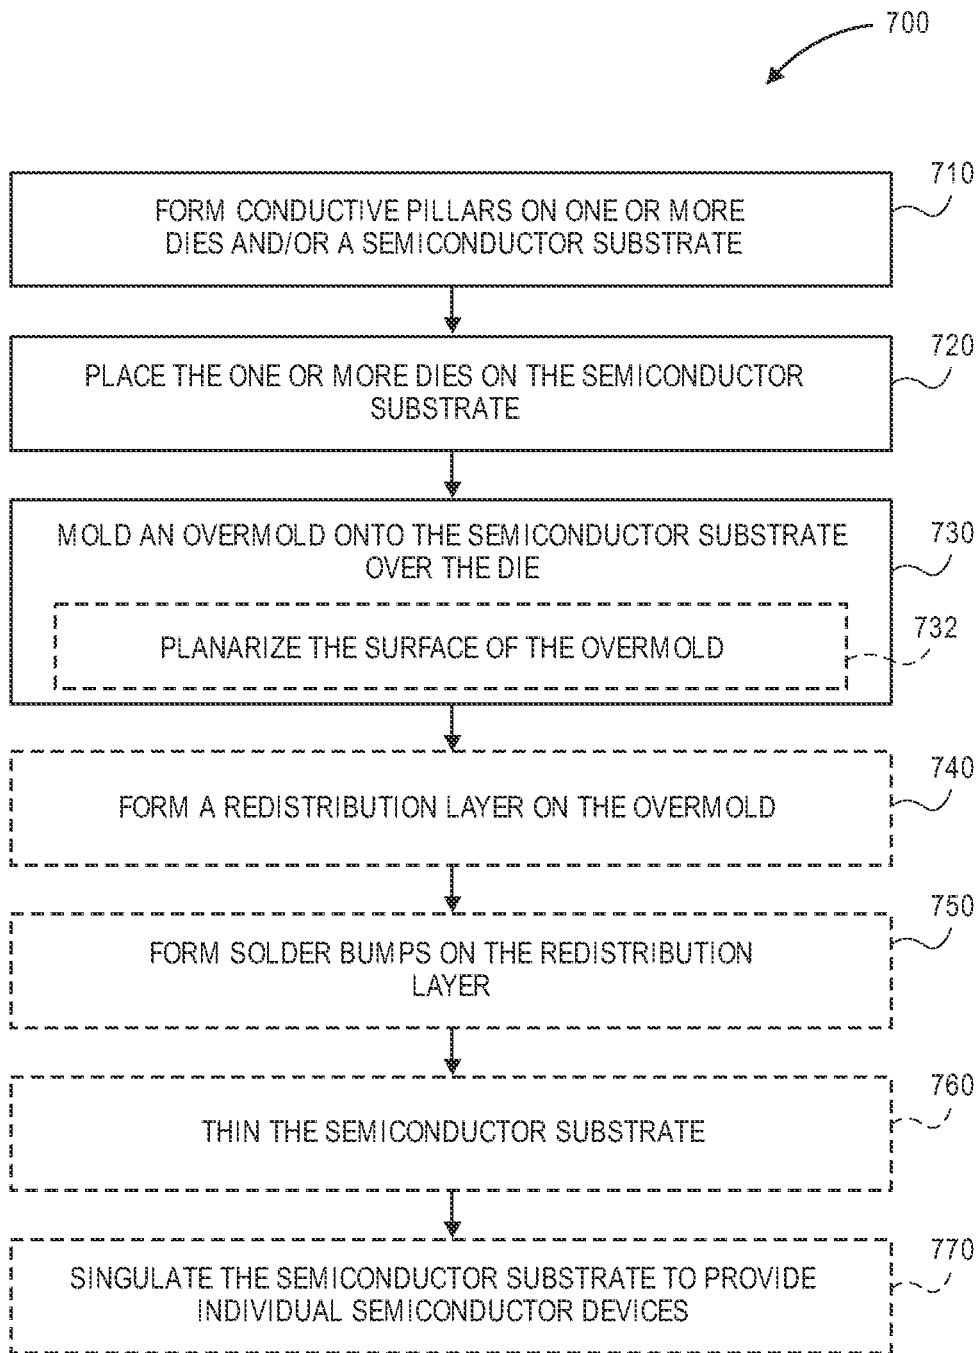 700
710
FORM CONDUCTIVE PILLARS ON ONE OR MORE
DIES AND/OR A SEMICONDUCTOR SUBSTRATE
720
PLACE THE ONE OR MORE DIES ON THE SEMICONDUCTOR
SUBSTRATE
730
MOLD AN OVERMOLD ONTO THE SEMICONDUCTOR SUBSTRATE
OVER THE DIE
732
PLANARIZE THE SURFACE OF THE OVERMOLD
740
FORM A REDISTRIBUTION LAYER ON THE OVERMOLD
750
FORM SOLDER BUMPS ON THE REDISTRIBUTION
LAYER
760
THIN THE SEMICONDUCTOR SUBSTRATE
770
SINGULATE THE SEMICONDUCTOR SUBSTRATE TO PROVIDE
INDIVIDUAL SEMICONDUCTOR DEVICES